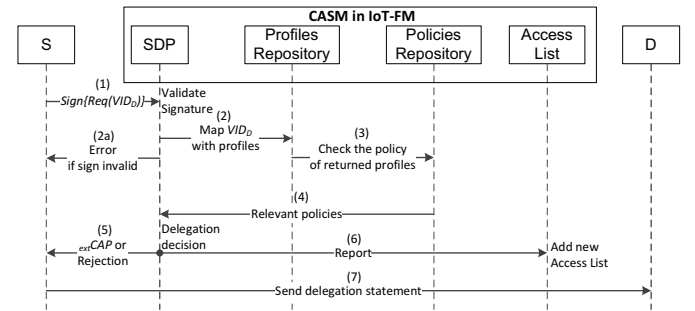 CASM in IoT-FM
S
SDP
Profiles
Repository
Policies
Repository
Access
List
D
(1)
Sign{Req(VID_D)}
Validate
Signature
(2)
Map VID_D
with profiles
(2a)
Error
if sign invalid
(3)
Check the policy
of returned profiles
(4)
Relevant policies
(5)
extCAP or
Rejection
Delegation
decision
(6)
Report
Add new
Access List
(7)
Send delegation statement